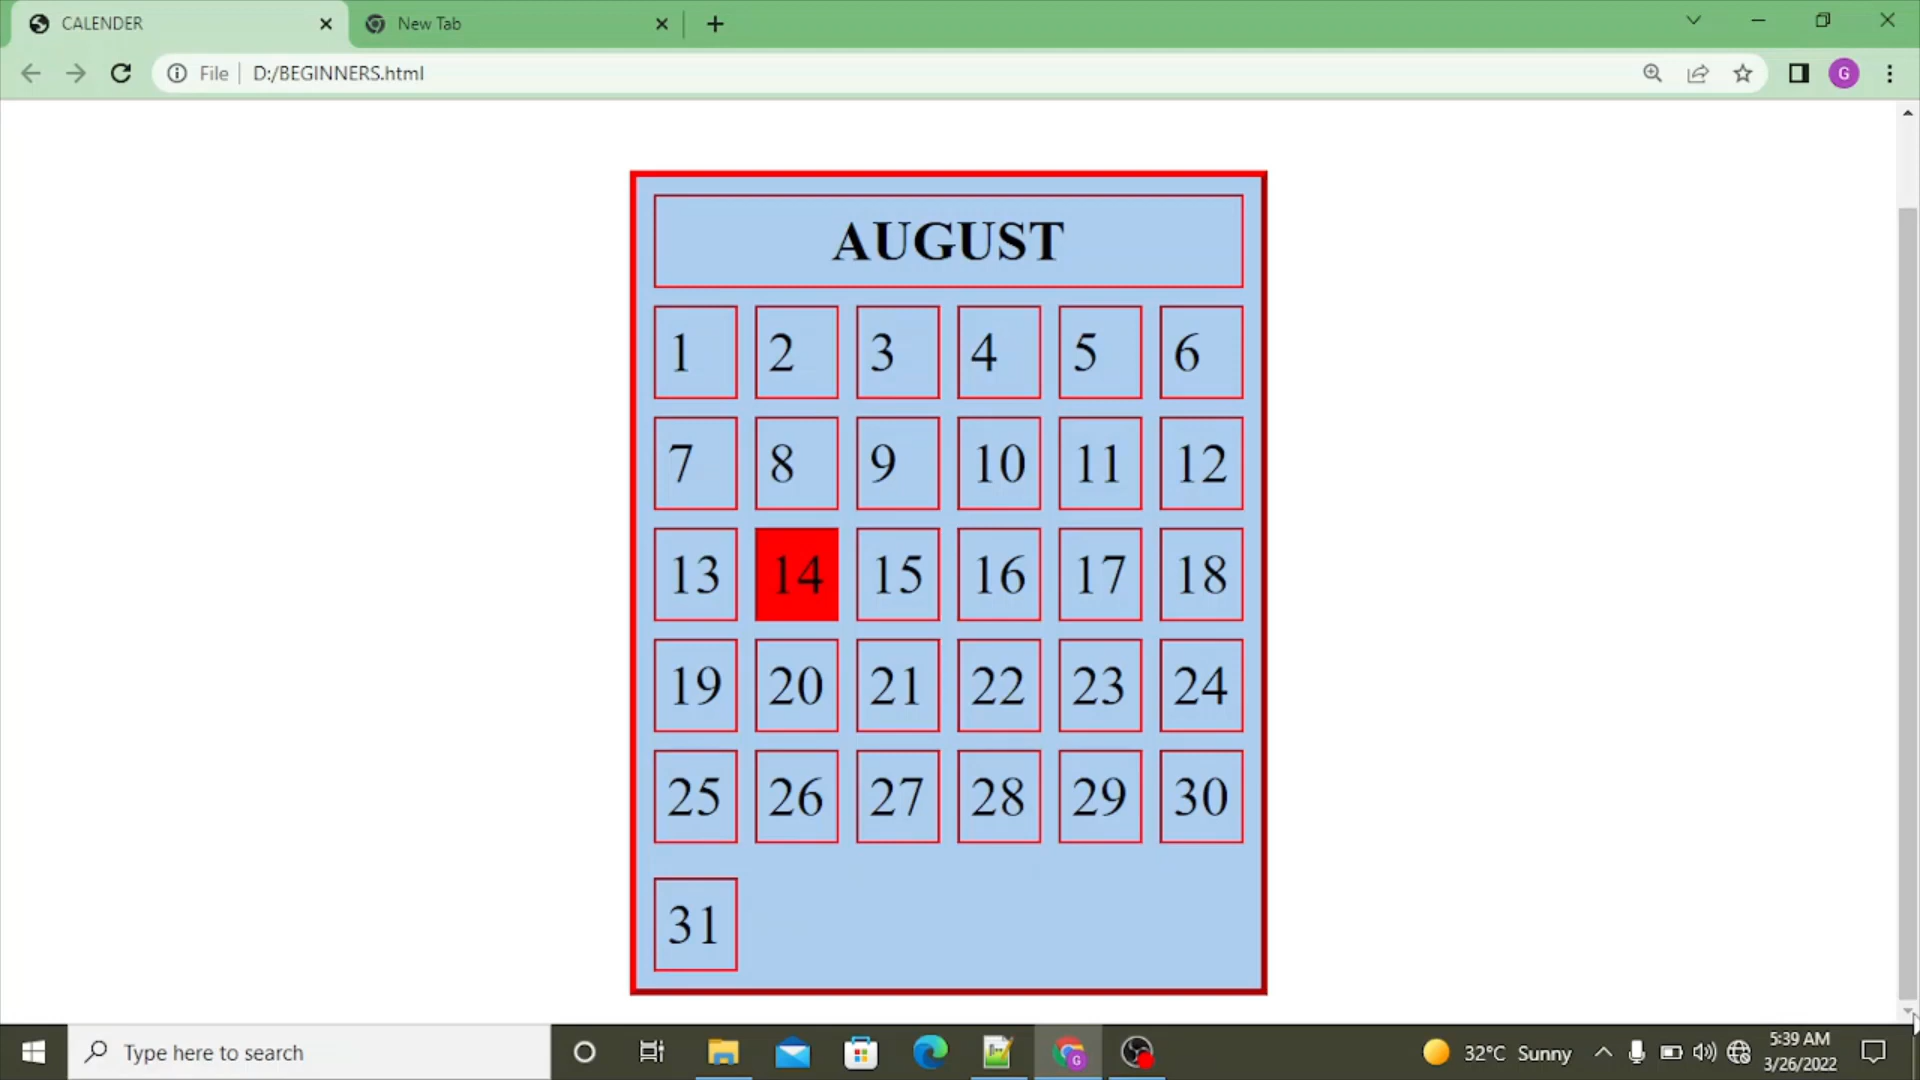 CALENDER
New Tab
File
D:/BEGINNERS.html
G
AUGUST
1 2 3 4 5 6
7 8 9 10 11 12
13 14 15 16 17 18
19 20 21 22 23 24
25 26 27 28 29 30
31
Type here to search
G
32°C Sunny
5:39 AM
3/26/2022